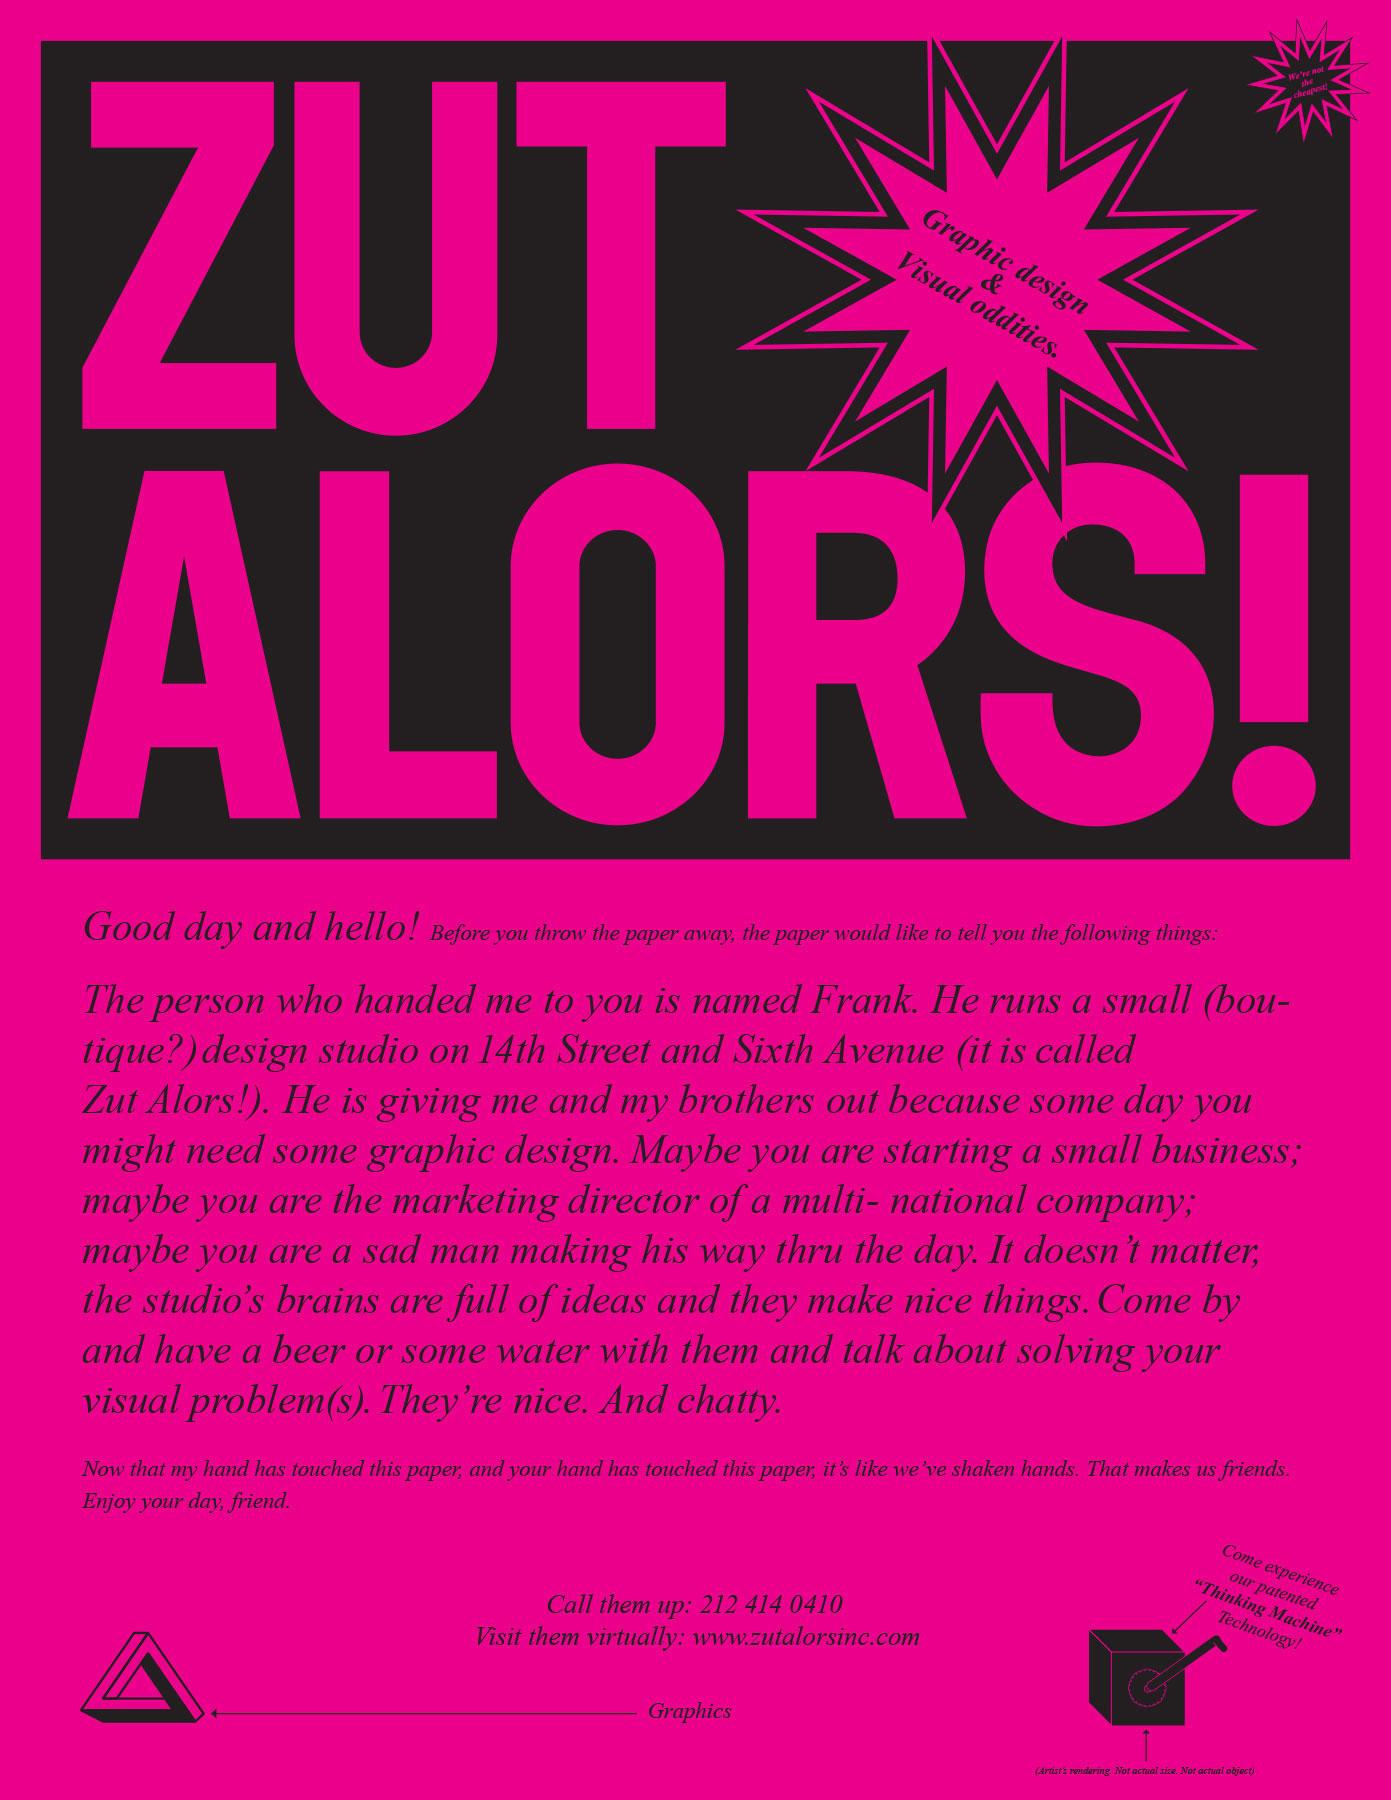 ZUT
ALORS!
We're not
the
cheapest!
Graphic design
&
Visual oddities.
Good day and hello! Before you throw the paper away, the paper would like to tell you the following things:
The person who handed me to you is named Frank. He runs a small (bou-
tique?) design studio on 14th Street and Sixth Avenue (it is called
Zut Alors!). He is giving me and my brothers out because some day you
might need some graphic design. Maybe you are starting a small business;
maybe you are the marketing director of a multi- national company;
maybe you are a sad man making his way thru the day. It doesn’t matter,
the studio’s brains are full of ideas and they make nice things. Come by
and have a beer or some water with them and talk about solving your
visual problem(s). They’re nice. And chatty.
Now that my hand has touched this paper, and your hand has touched this paper, it’s like we’ve shaken hands. That makes us friends.
Enjoy your day, friend.
Call them up: 212 414 0410
Visit them virtually: www.zutalorsinc.com
Graphics
Come experience
our patented
“Thinking Machine”
Technology!
(Artist's rendering. Not actual size. Not actual object)